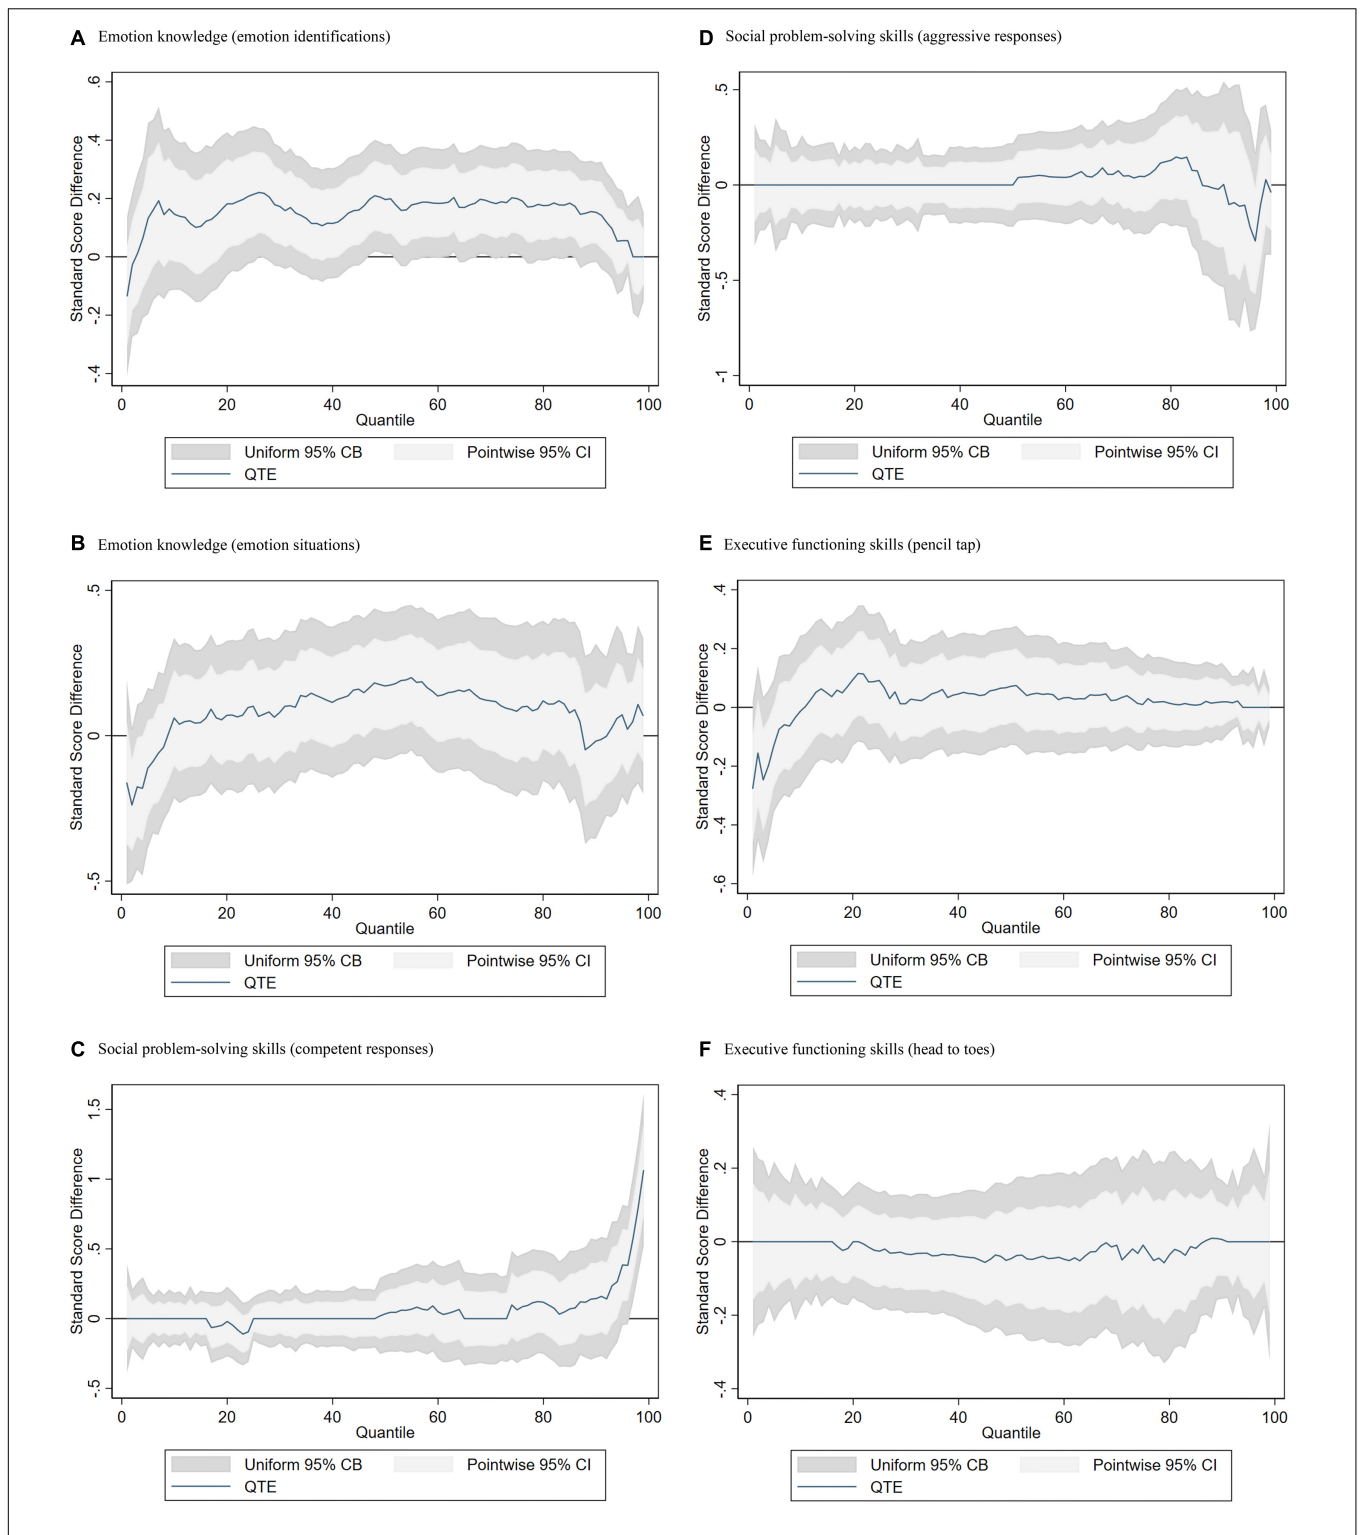 A Emotion knowledge (emotion identifications)
Standard Score Difference
.6
.4
.2
0
-.2
-.4
0 20 40 60 80 100
Quantile
Uniform 95% CB Pointwise 95% CI
QTE
B Emotion knowledge (emotion situations)
Standard Score Difference
.5
0
-.5
0 20 40 60 80 100
Quantile
Uniform 95% CB Pointwise 95% CI
QTE
C Social problem-solving skills (competent responses)
Standard Score Difference
1.5
1
.5
0
-.5
0 20 40 60 80 100
Quantile
Uniform 95% CB Pointwise 95% CI
QTE
D Social problem-solving skills (aggressive responses)
Standard Score Difference
.5
0
-.5
-1
0 20 40 60 80 100
Quantile
Uniform 95% CB Pointwise 95% CI
QTE
E Executive functioning skills (pencil tap)
Standard Score Difference
.4
.2
0
-.2
-.4
-.6
0 20 40 60 80 100
Quantile
Uniform 95% CB Pointwise 95% CI
QTE
F Executive functioning skills (head to toes)
Standard Score Difference
.4
.2
0
-.2
-.4
0 20 40 60 80 100
Quantile
Uniform 95% CB Pointwise 95% CI
QTE